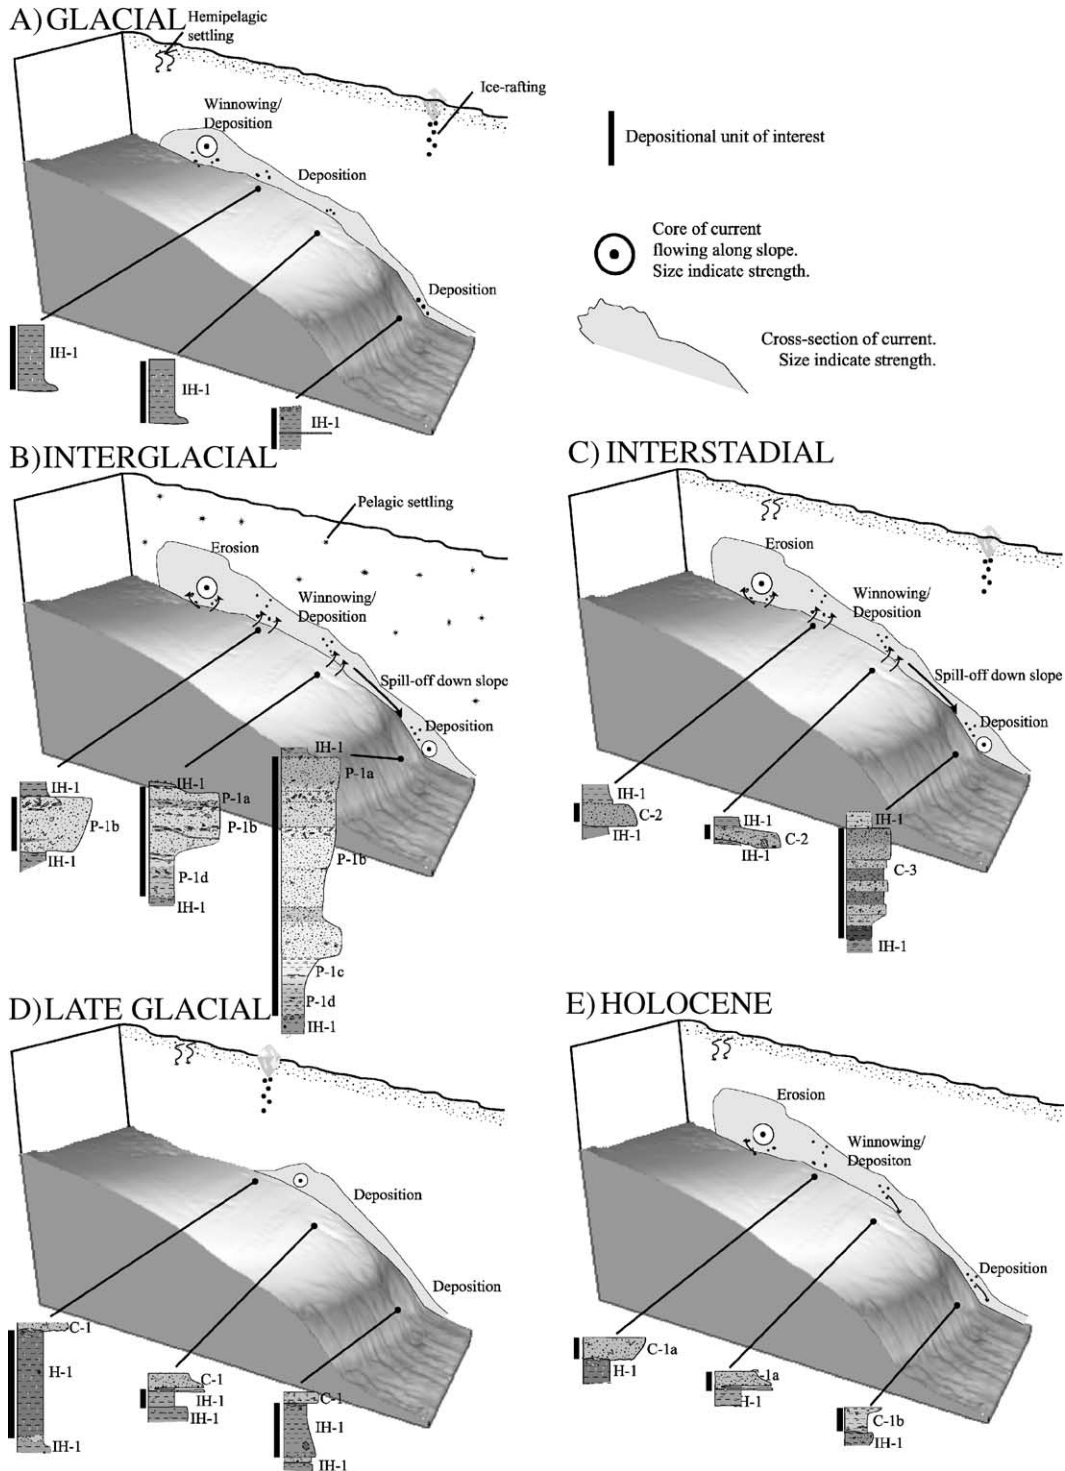 A) GLACIAL
Hemipelagic
settling
Ice-rafting
Winnowing/
Deposition
Deposition
Deposition
IH-1
IH-1
IH-1
Depositional unit of interest
Core of current
flowing along slope.
Size indicate strength.
Cross-section of current.
Size indicate strength.
B) INTERGLACIAL
Pelagic settling
Erosion
Winnowing/
Deposition
Spill-off down slope
Deposition
IH-1
P-1b
IH-1
IH-1
P-1a
P-1b
P-1d
IH-1
IH-1
P-1a
P-1b
P-1c
P-1d
IH-1
C) INTERSTADIAL
Erosion
Winnowing/
Deposition
Spill-off down slope
Deposition
IH-1
C-2
IH-1
IH-1
C-2
IH-1
IH-1
C-3
IH-1
D) LATE GLACIAL
Deposition
Deposition
C-1
H-1
IH-1
C-1
IH-1
IH-1
C-1
IH-1
IH-1
E) HOLOCENE
Erosion
Winnowing/
Depositon
Deposition
C-1a
H-1
C-1a
H-1
C-1b
IH-1